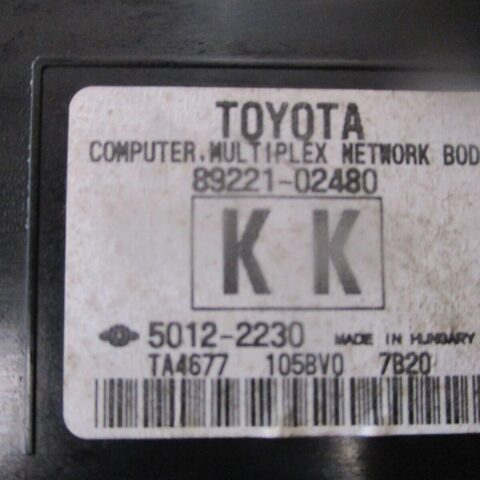 TOYOTA
COMPUTER.MULTIPLEX NETWORK BOD
89221-02480
K K
5012-2230 MADE IN HUNGARY
TA4677 105BV0 7B20